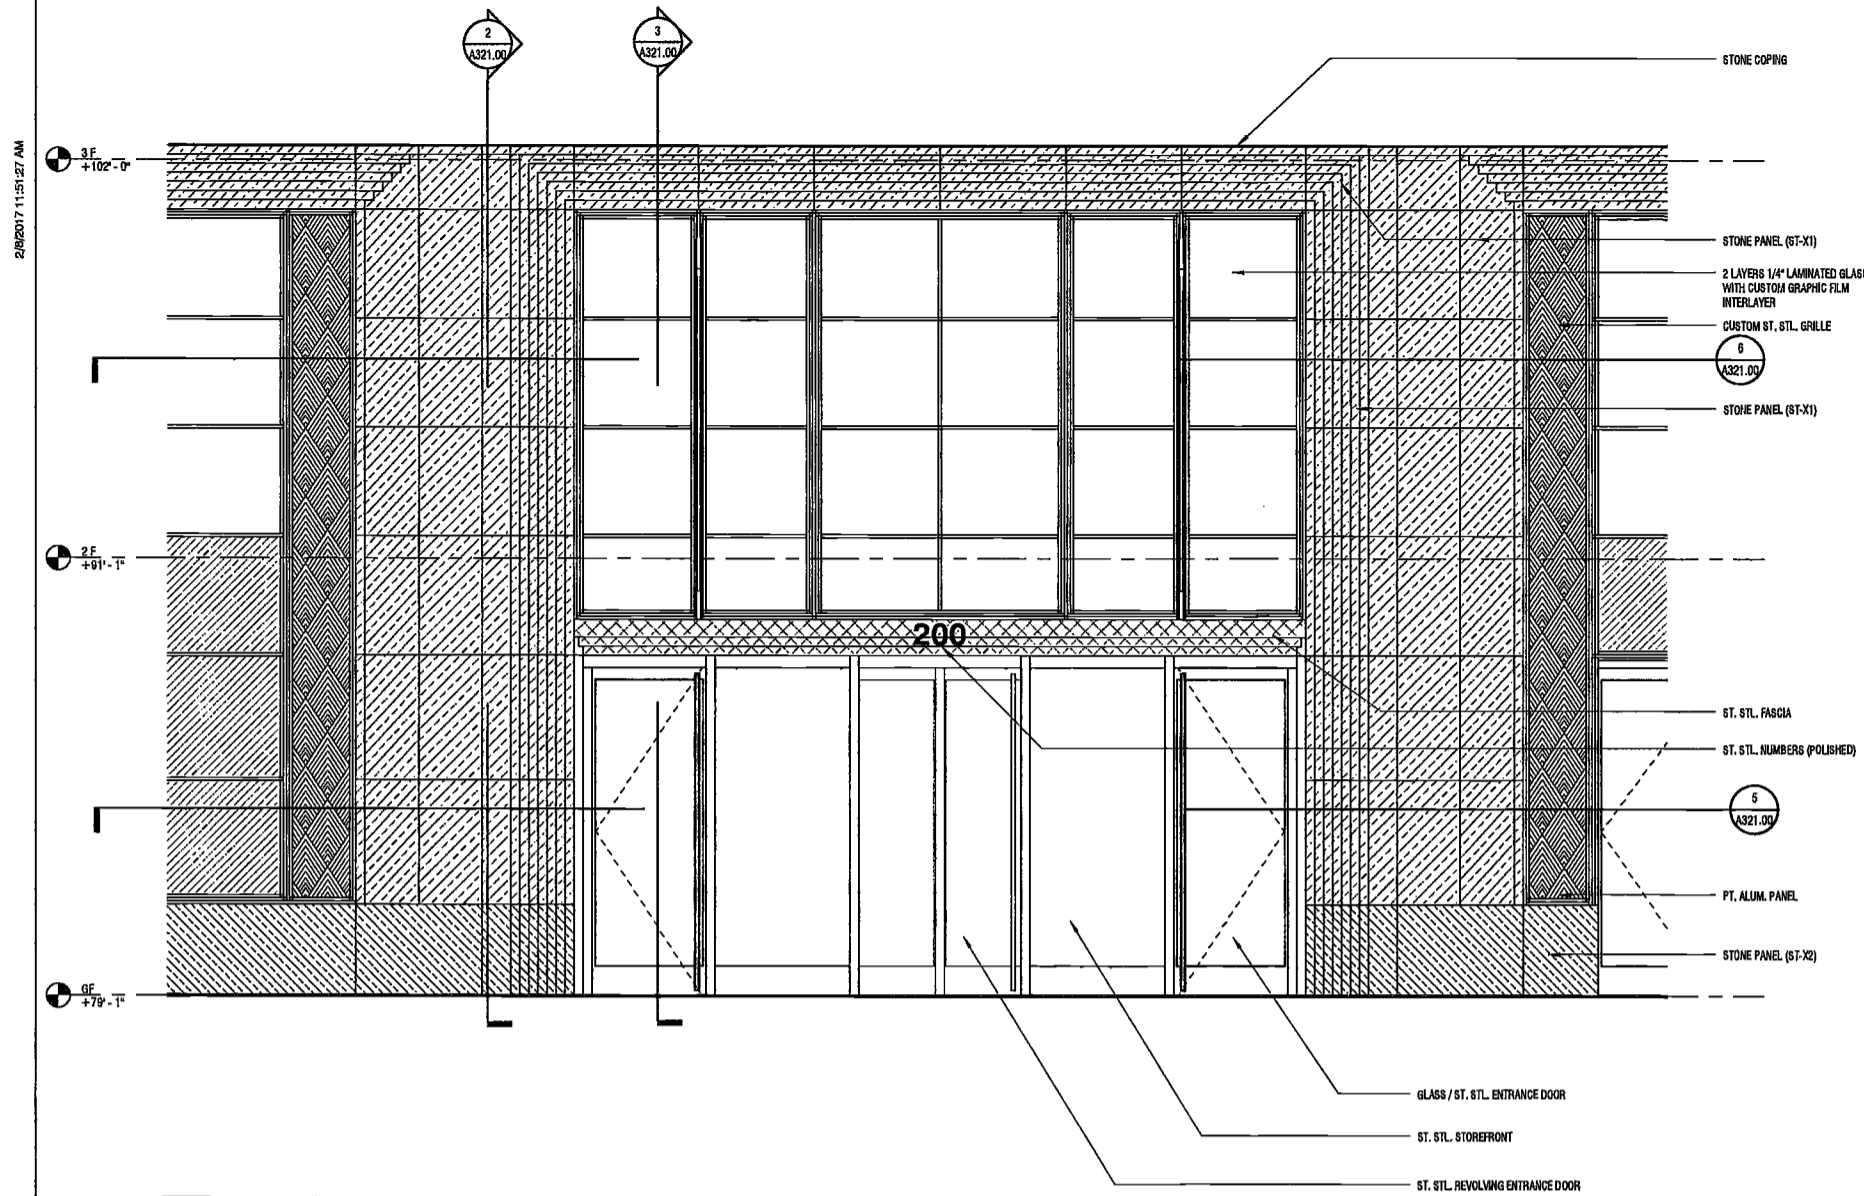 2
A321.00
3
A321.00
STONE COPING
2/8/2017 11:51:27 AM
3 F
+102' - 0"
STONE PANEL (ST-X1)
2 LAYERS 1/4" LAMINATED GLASS
WITH CUSTOM GRAPHIC FILM
INTERLAYER
CUSTOM ST. STL. GRILLE
6
A321.00
STONE PANEL (ST-X1)
2 F
+91' - 1"
200
ST. STL. FASCIA
ST. STL. NUMBERS (POLISHED)
5
A321.00
PT. ALUM. PANEL
STONE PANEL (ST-X2)
GF
+79' - 1"
GLASS / ST. STL. ENTRANCE DOOR
ST. STL. STOREFRONT
ST. STL. REVOLVING ENTRANCE DOOR